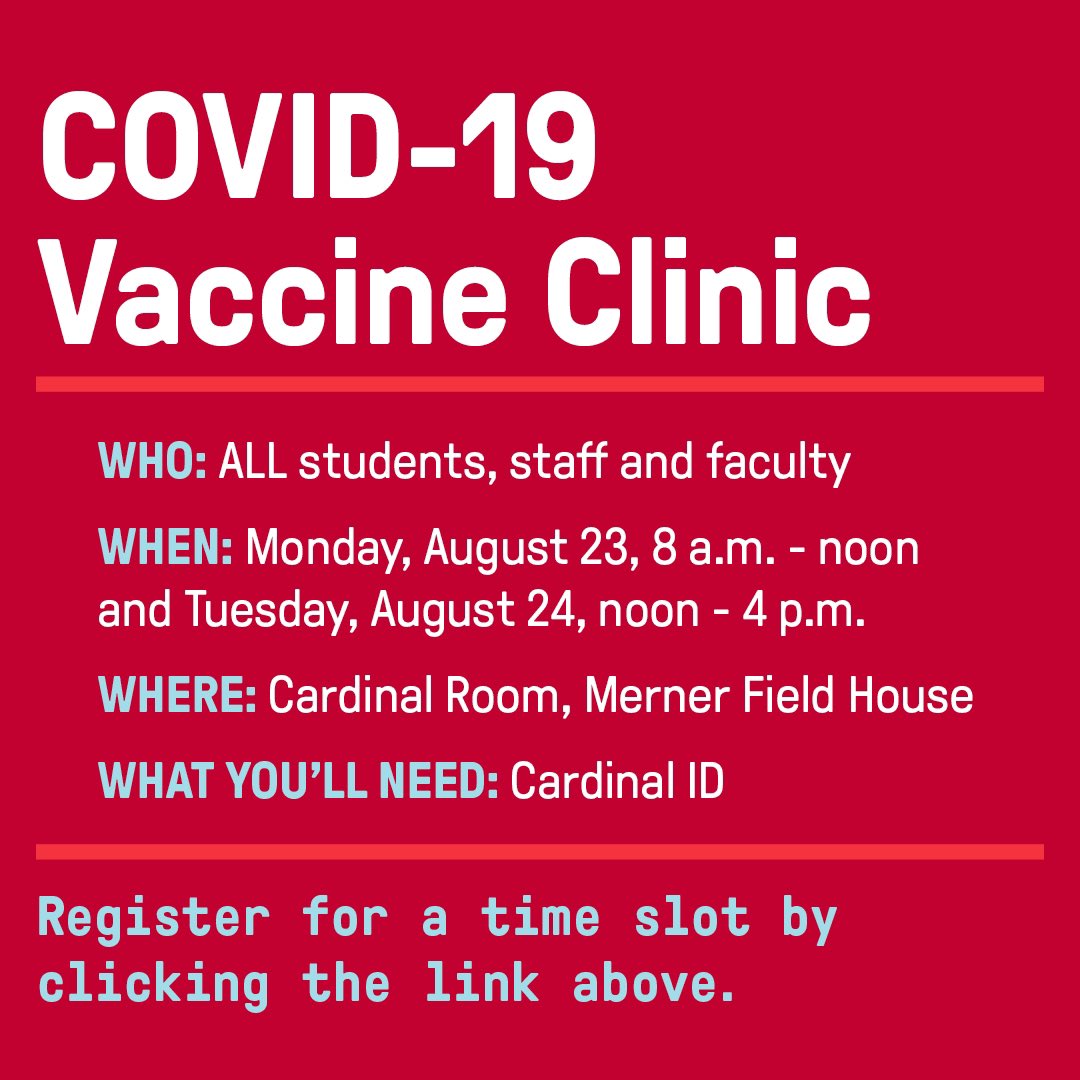 COVID-19
Vaccine Clinic
WHO: ALL students, staff and faculty
WHEN: Monday, August 23, 8 a.m. - noon
and Tuesday, August 24, noon - 4 p.m.
WHERE: Cardinal Room, Merner Field House
WHAT YOU’LL NEED: Cardinal ID
Register for a time slot by
clicking the link above.